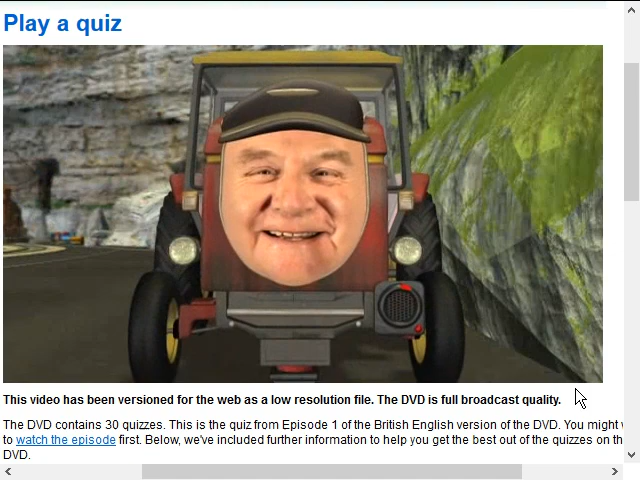 Play a quiz
This video has been versioned for the web as a low resolution file. The DVD is full broadcast quality.
The DVD contains 30 quizzes. This is the quiz from Episode 1 of the British English version of the DVD. You might
to watch the episode first. Below, we've included further information to help you get the best out of the quizzes on
DVD.